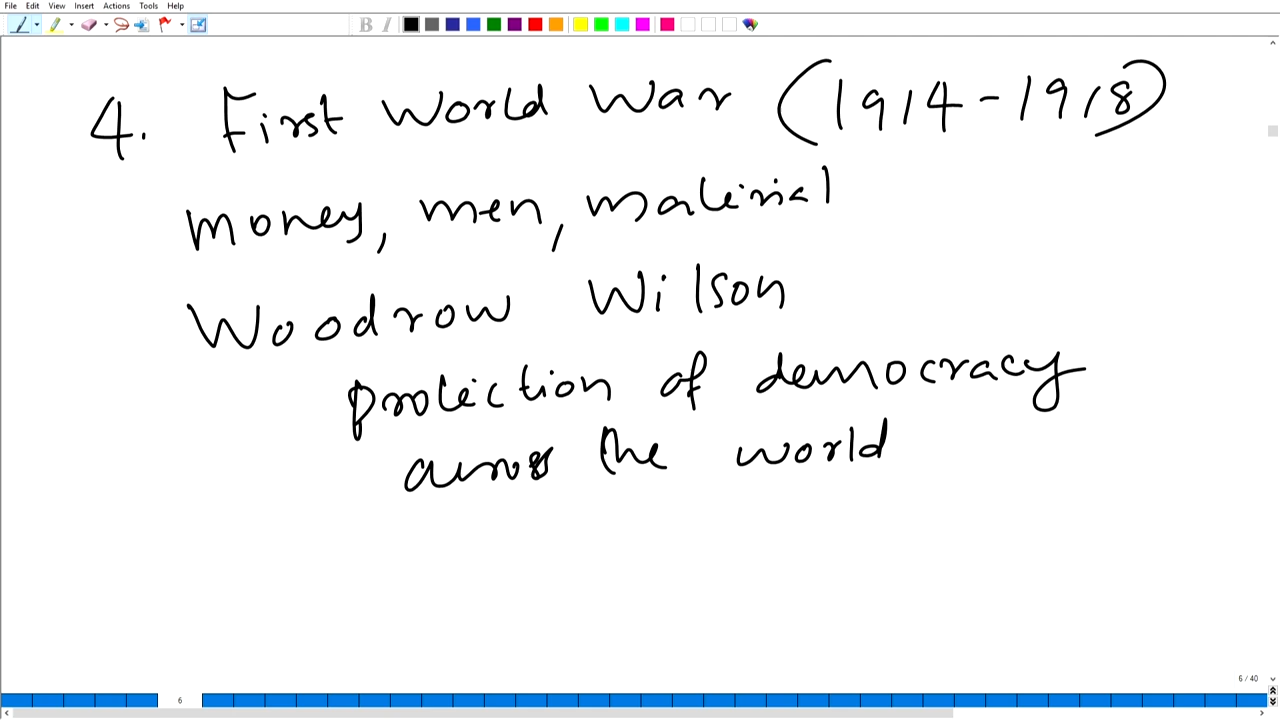 File Edit View Insert Actions Tools Help
B I
4. First World War (1914-1918)
money, men, material
Woodrow Wilson
protection of democracy
across the world
6 / 40
6